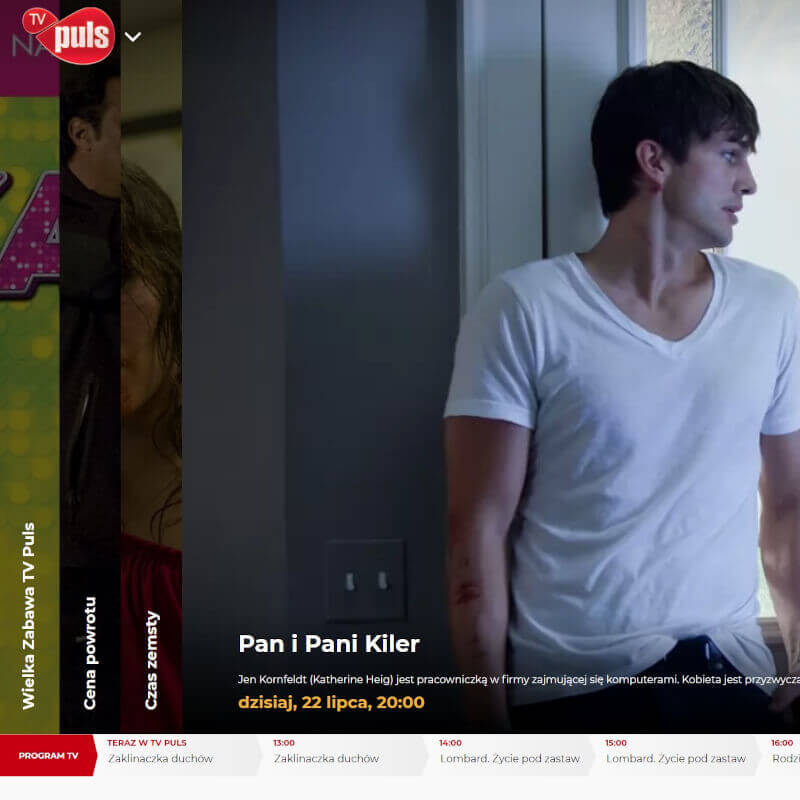 NA
TV
puls
KA
Wielka Zabawa TV Puls
Cena powrotu
Czas zemsty
Pan i Pani Kiler
Jen Kornfeldt (Katherine Heig) jest pracowniczką w firmy zajmującej się komputerami. Kobieta jest
dzisiaj, 22 lipca, 20:00
PROGRAM TV
TERAZ W TV PULS
Zaklinaczka duchów
13:00
Zaklinaczka duchów
14:00
Lombard. Życie pod zastaw
15:00
Lombard. Życie pod zastaw
16:00